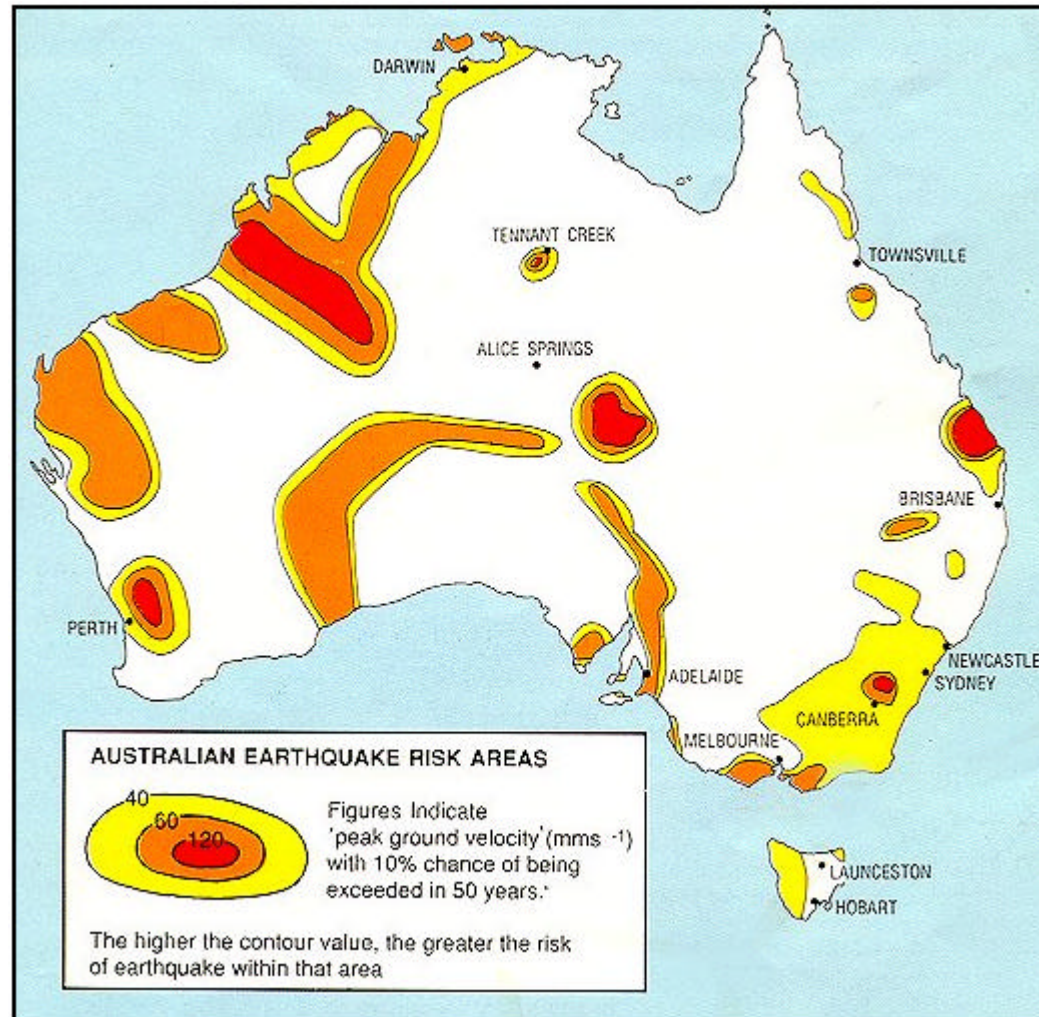 DARWIN
TENNANT CREEK
TOWNSVILLE
ALICE SPRINGS
BRISBANE
PERTH
NEWCASTLE
ADELAIDE
SYDNEY
CANBERRA
MELBOURNE
LAUNCESTON
HOBART
AUSTRALIAN EARTHQUAKE RISK AREAS
40
60
120
Figures Indicate
'peak ground velocity' (mms -1)
with 10% chance of being
exceeded in 50 years.*
The higher the contour value, the greater the risk
of earthquake within that area